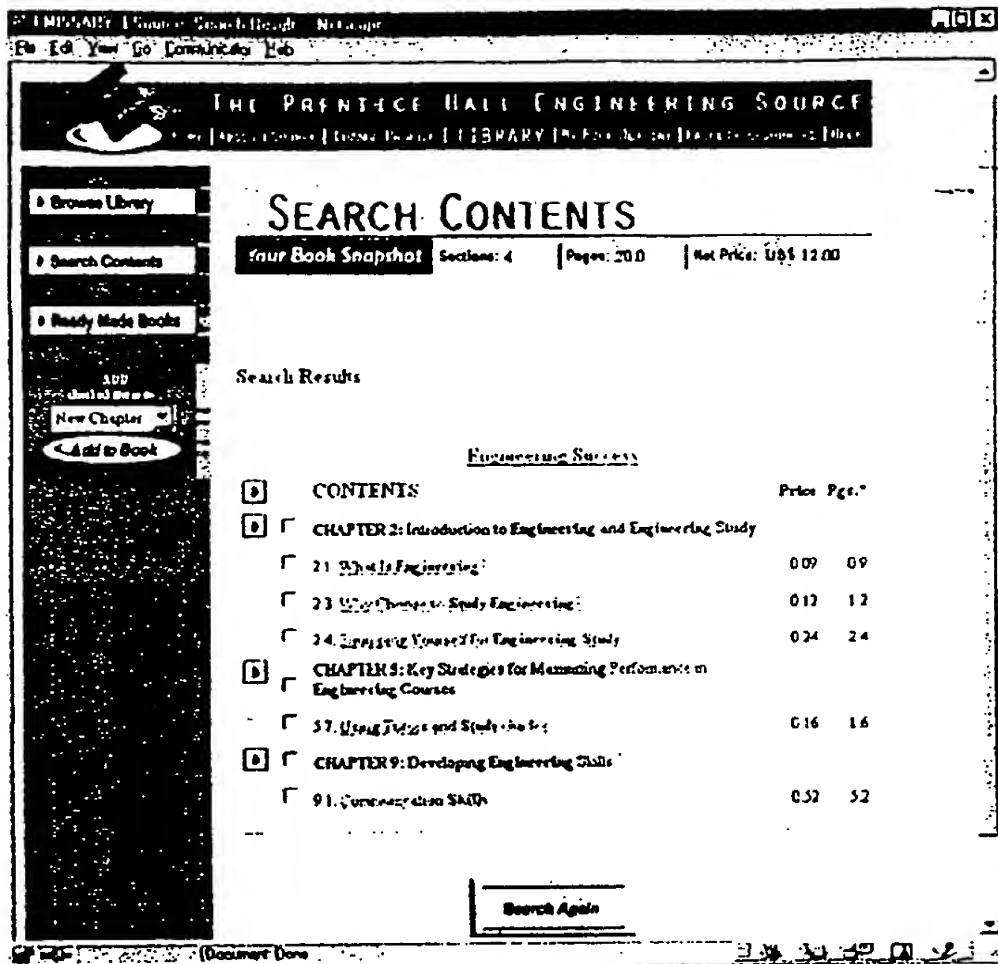 EMISSARY ESource Search Result - Netscape
File Edit View Go Communicator Help
THE PRENTICE HALL ENGINEERING SOURCE
LIBRARY
Browse Library
SEARCH CONTENTS
Your Book Snapshot Sections: 4 Pages: 20.0 Net Price: US$ 12.00
Search Contents
Ready Made Books
Search Results
New Chapter
Add to Book
Engineering Success
CONTENTS Price Pgs.*
CHAPTER 2: Introduction to Engineering and Engineering Study
2.1. What Is Engineering? 0.09 0.9
2.3. Why Choose to Study Engineering? 0.12 1.2
2.4. Yourself for Engineering Study 0.24 2.4
CHAPTER 5: Key Strategies for Maximizing Performance in
Engineering Courses
5.7. Using and 0.16 1.6
CHAPTER 9: Developing Engineering Skills
9.1. Communication Skills 0.52 5.2
Search Again
Document: Done